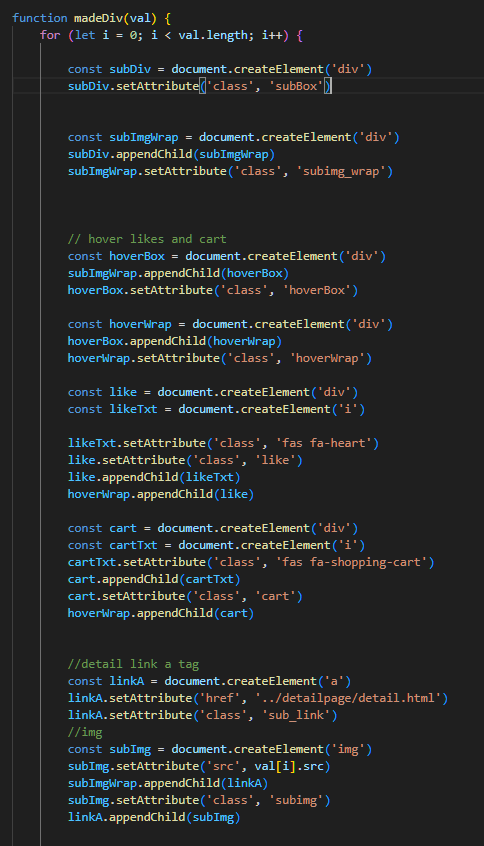 function madeDiv(val) {
for (let i = 0; i < val.length; i++) {
const subDiv = document.createElement('div')
subDiv.setAttribute('class', 'subBox')
const subImgWrap = document.createElement('div')
subDiv.appendChild(subImgWrap)
subImgWrap.setAttribute('class', 'subimg_wrap')
// hover likes and cart
const hoverBox = document.createElement('div')
subImgWrap.appendChild(hoverBox)
hoverBox.setAttribute('class', 'hoverBox')
const hoverWrap = document.createElement('div')
hoverBox.appendChild(hoverWrap)
hoverWrap.setAttribute('class', 'hoverWrap')
const like = document.createElement('div')
const likeTxt = document.createElement('i')
likeTxt.setAttribute('class', 'fas fa-heart')
like.setAttribute('class', 'like')
like.appendChild(likeTxt)
hoverWrap.appendChild(like)
const cart = document.createElement('div')
const cartTxt = document.createElement('i')
cartTxt.setAttribute('class', 'fas fa-shopping-cart')
cart.appendChild(cartTxt)
cart.setAttribute('class', 'cart')
hoverWrap.appendChild(cart)
//detail link a tag
const linkA = document.createElement('a')
linkA.setAttribute('href', '../detailpage/detail.html')
linkA.setAttribute('class', 'sub_link')
//img
const subImg = document.createElement('img')
subImg.setAttribute('src', val[i].src)
subImgWrap.appendChild(linkA)
subImg.setAttribute('class', 'subimg')
linkA.appendChild(subImg)